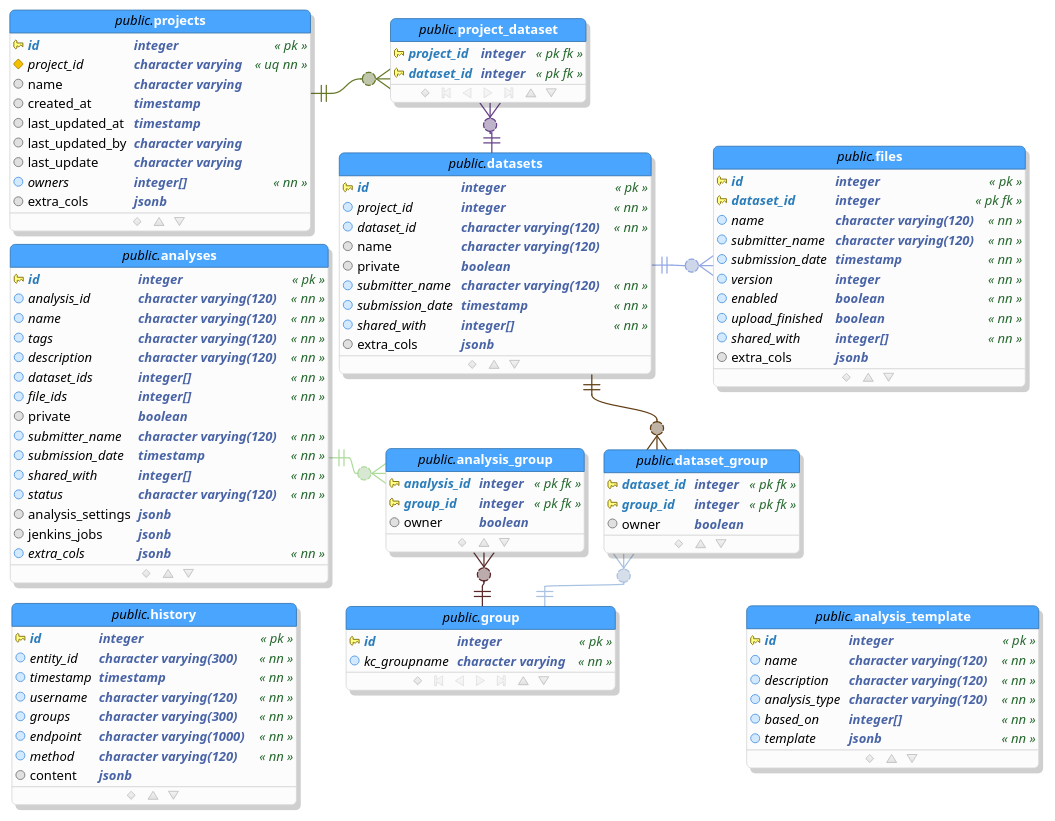 public.projects
id integer « pk »
project_id character varying « uq nn »
name character varying
created_at timestamp
last_updated_at timestamp
last_updated_by character varying
last_update character varying
owners integer[] « nn »
extra_cols jsonb
public.project_dataset
project_id integer « pk fk »
dataset_id integer « pk fk »
public.datasets
id integer « pk »
project_id integer « nn »
dataset_id character varying(120) « nn »
name character varying(120)
private boolean
submitter_name character varying(120) « nn »
submission_date timestamp « nn »
shared_with integer[] « nn »
extra_cols jsonb
public.files
id integer « pk »
dataset_id integer « pk fk »
name character varying(120) « nn »
submitter_name character varying(120) « nn »
submission_date timestamp « nn »
version integer « nn »
enabled boolean « nn »
upload_finished boolean « nn »
shared_with integer[] « nn »
extra_cols jsonb
public.analyses
id integer « pk »
analysis_id character varying(120) « nn »
name character varying(120) « nn »
tags character varying(120) « nn »
description character varying(120) « nn »
dataset_ids integer[] « nn »
file_ids integer[] « nn »
private boolean
submitter_name character varying(120) « nn »
submission_date timestamp « nn »
shared_with integer[] « nn »
status character varying(120) « nn »
analysis_settings jsonb
jenkins_jobs jsonb
extra_cols jsonb « nn »
public.analysis_group
analysis_id integer « pk fk »
group_id integer « pk fk »
owner boolean
public.dataset_group
dataset_id integer « pk fk »
group_id integer « pk fk »
owner boolean
public.history
id integer « pk »
entity_id character varying(300) « nn »
timestamp timestamp « nn »
username character varying(120) « nn »
groups character varying(300) « nn »
endpoint character varying(1000) « nn »
method character varying(120) « nn »
content jsonb
public.group
id integer « pk »
kc_groupname character varying « nn »
public.analysis_template
id integer « pk »
name character varying(120) « nn »
description character varying(120) « nn »
analysis_type character varying(120) « nn »
based_on integer[] « nn »
template jsonb « nn »